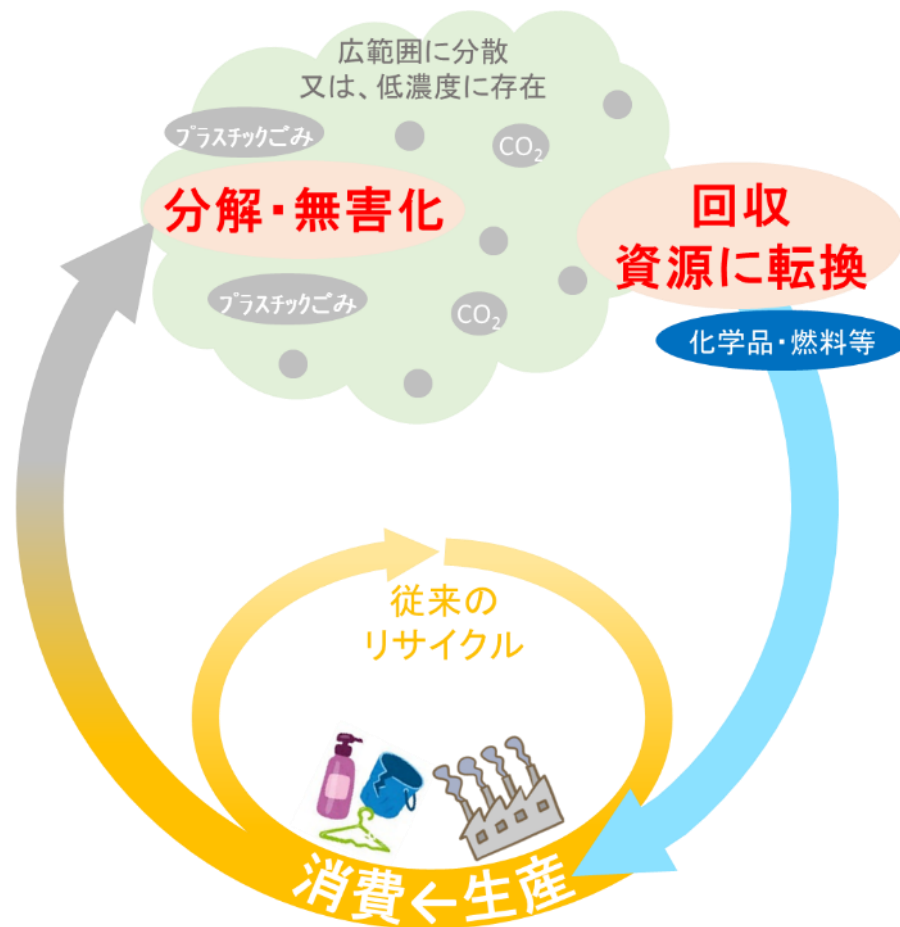 広範囲に分散
又は、低濃度に存在
プラスチックごみ
CO₂
分解・無害化
回収
資源に転換
プラスチックごみ
CO₂
化学品・燃料等
従来の
リサイクル
消費←生産